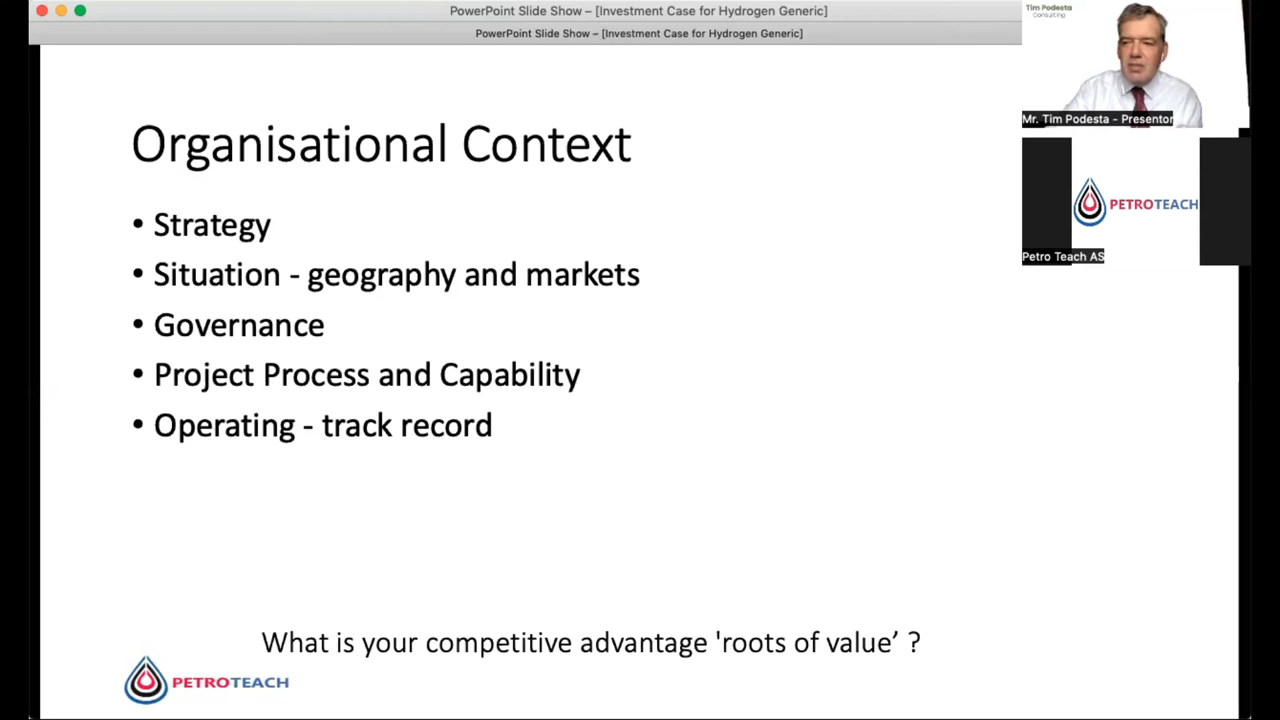 PowerPoint Slide Show – [Investment Case for Hydrogen Generic]
PowerPoint Slide Show – [Investment Case for Hydrogen Generic]
Tim Podesta
Consulting
Mr. Tim Podesta - Presentor
PETROTEACH
Petro Teach AS
Organisational Context
• Strategy
• Situation - geography and markets
• Governance
• Project Process and Capability
• Operating - track record
What is your competitive advantage 'roots of value’ ?
PETROTEACH